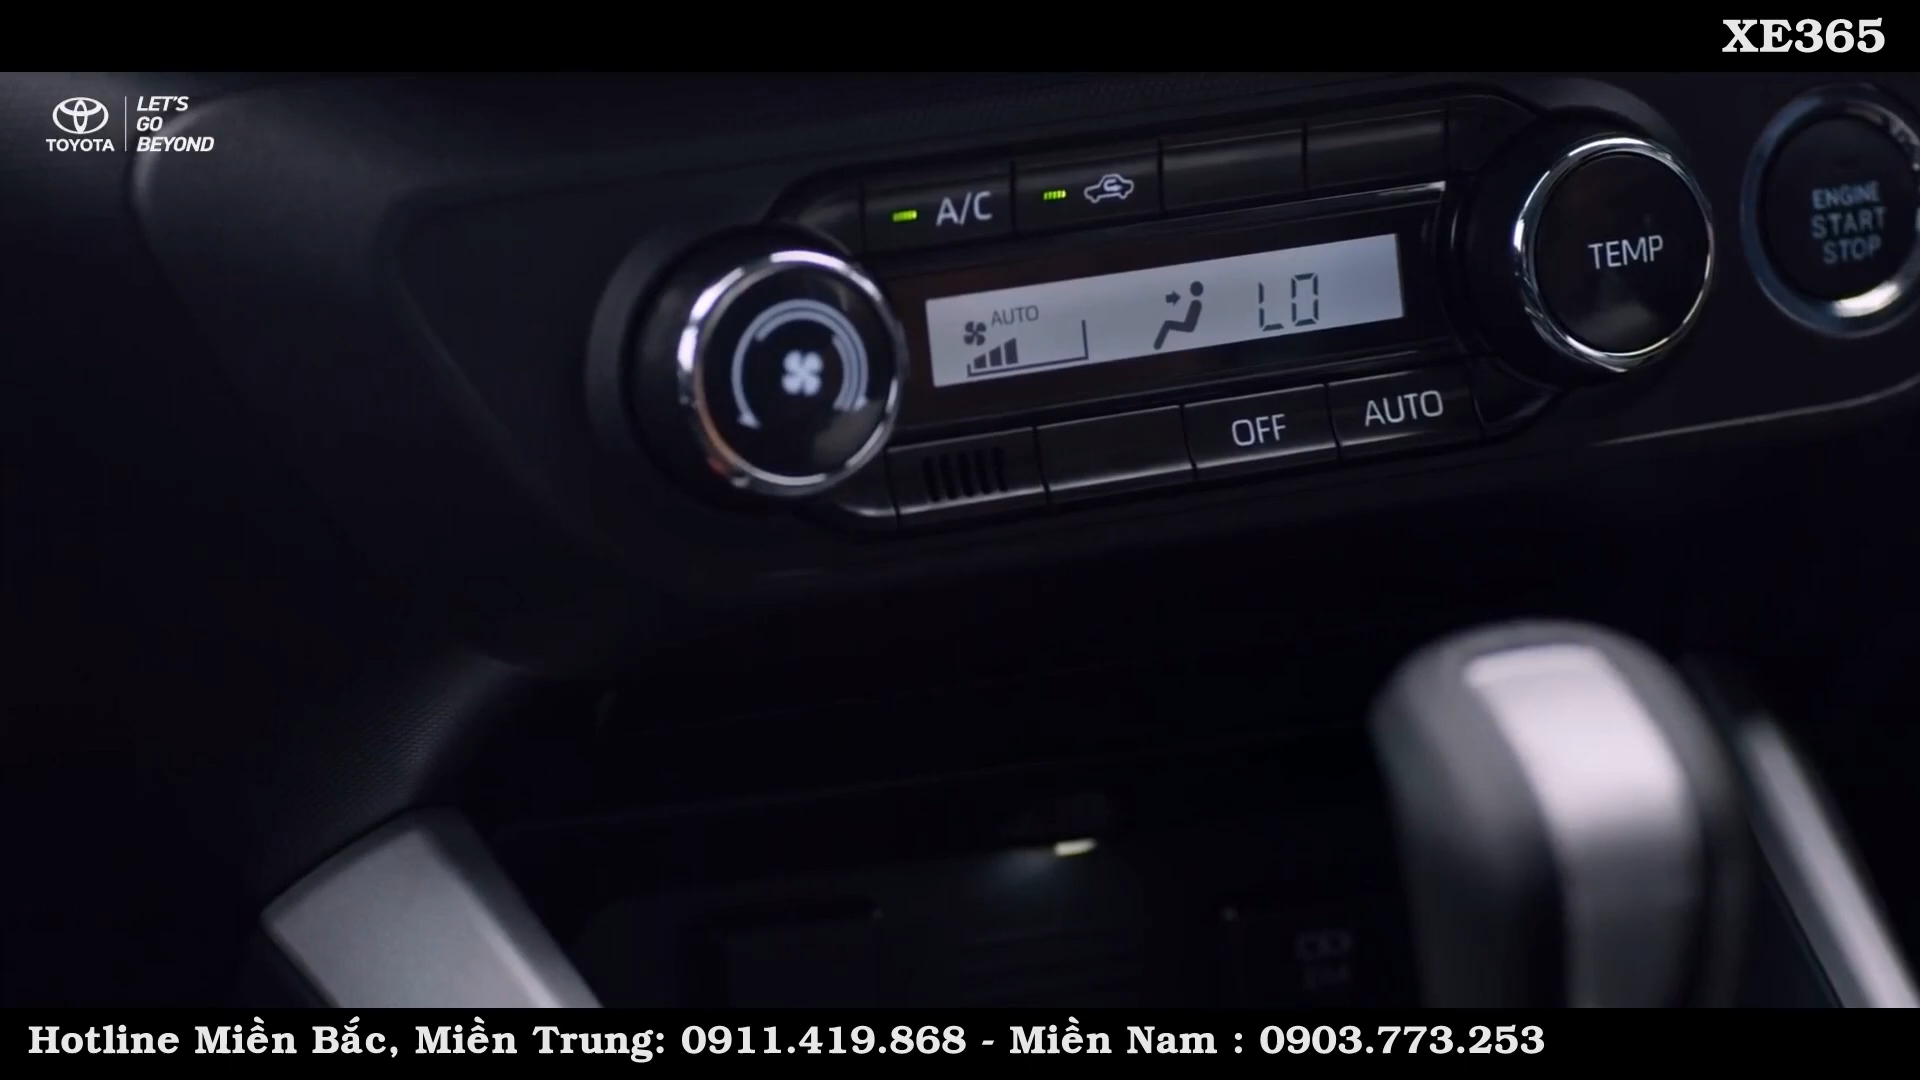 XE365
TOYOTA
LET'S
GO
BEYOND
A/C
ENGINE
START
STOP
TEMP
AUTO
LO
OFF
AUTO
Hotline Miền Bắc, Miền Trung: 0911.419.868 - Miền Nam : 0903.773.253